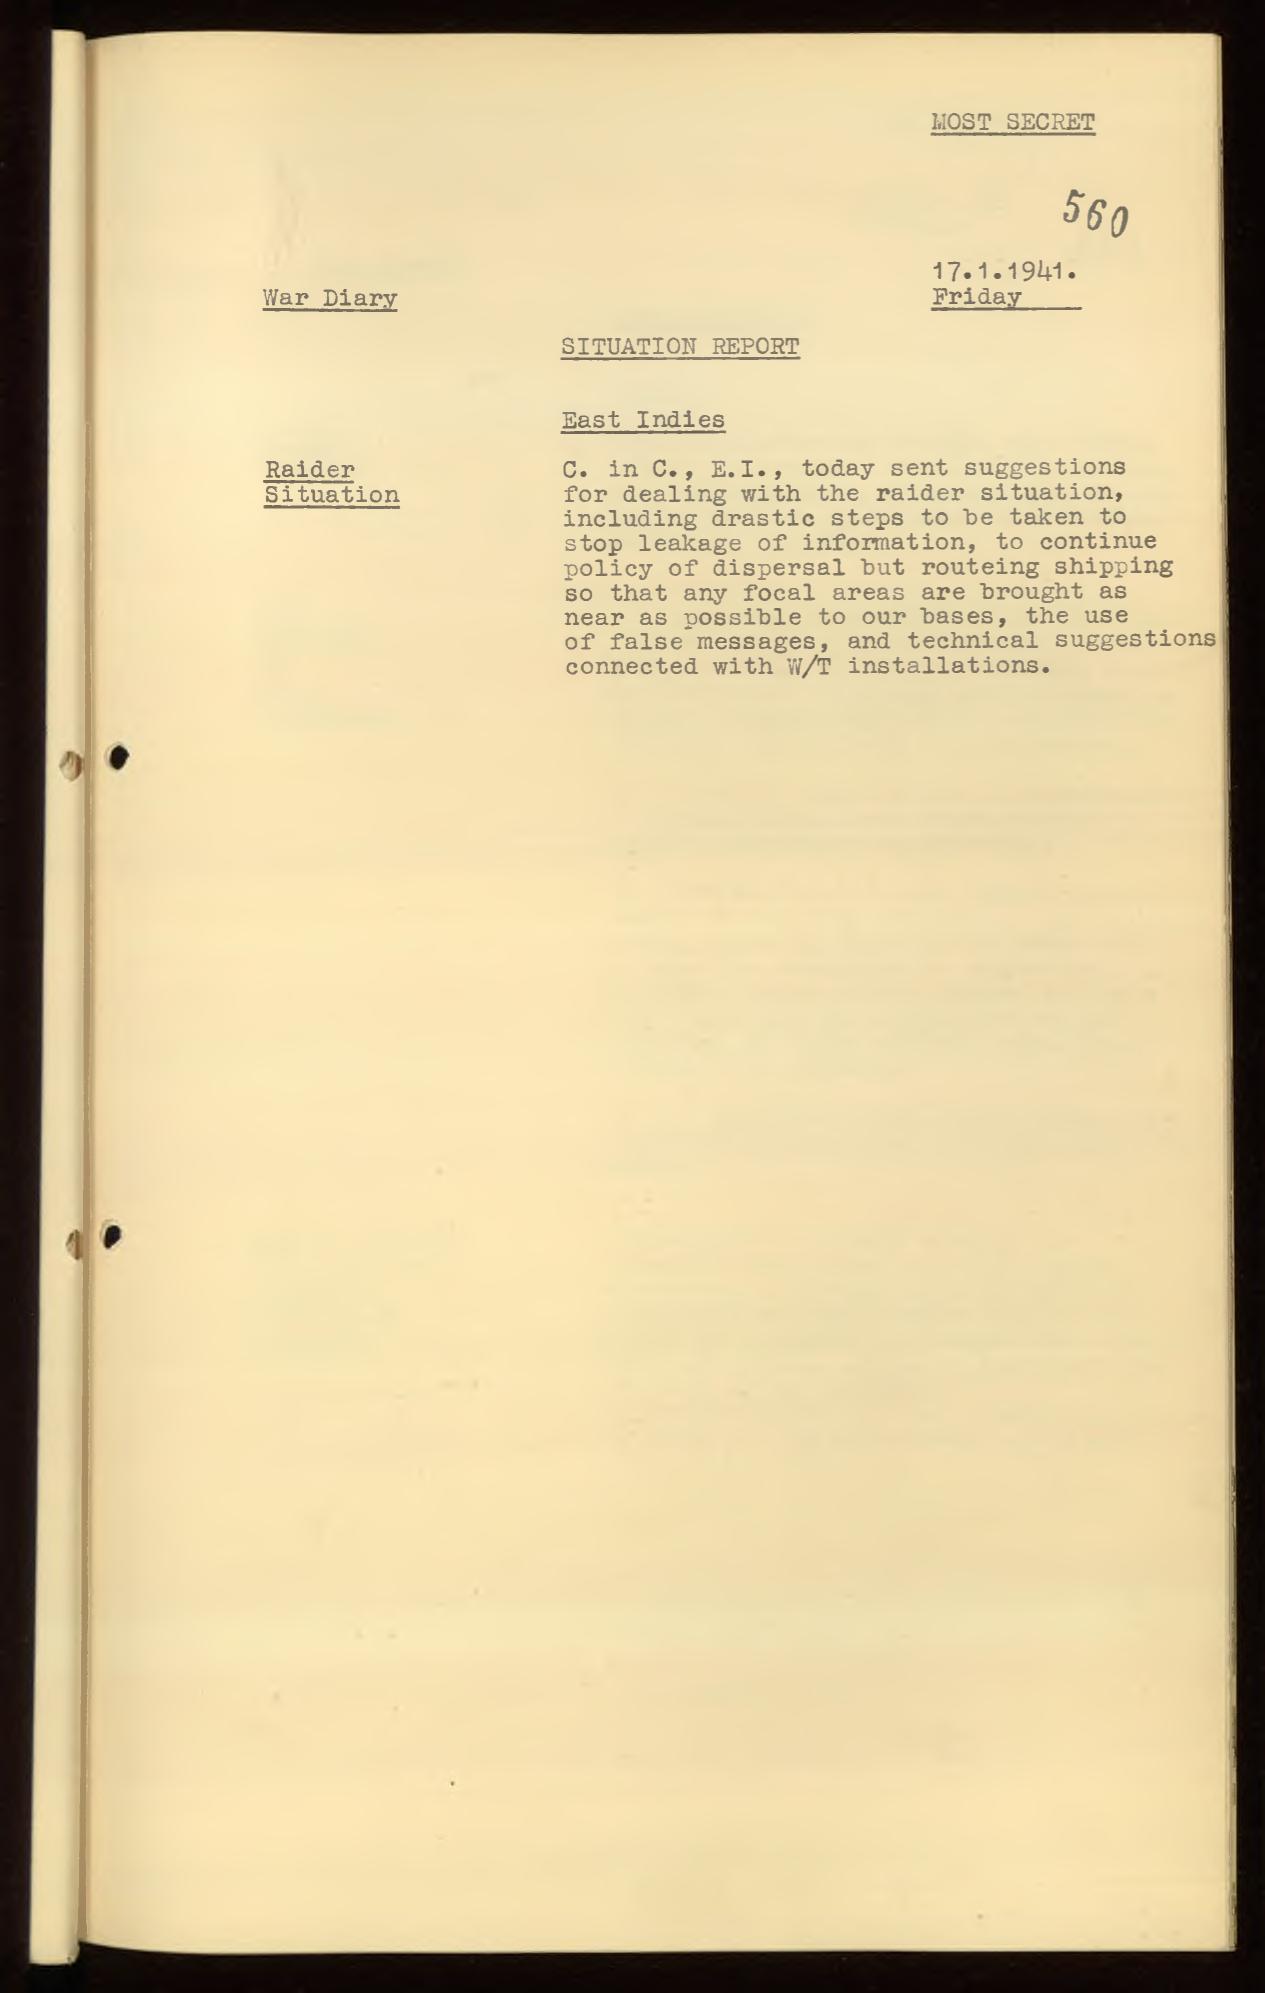 MOST SECRET
560
17.1.1941.
War Diary
Friday
SITUATION REPORT
East Indies
Raider
Situation
C. in C., E.I., today sent suggestions
for dealing with the raider situation,
including drastic steps to be taken to
stop leakage of information, to continue
policy of dispersal but routeing shipping
so that any focal areas are brought as
near as possible to our bases, the use
of false messages, and technical suggestions
connected with W/T installations.